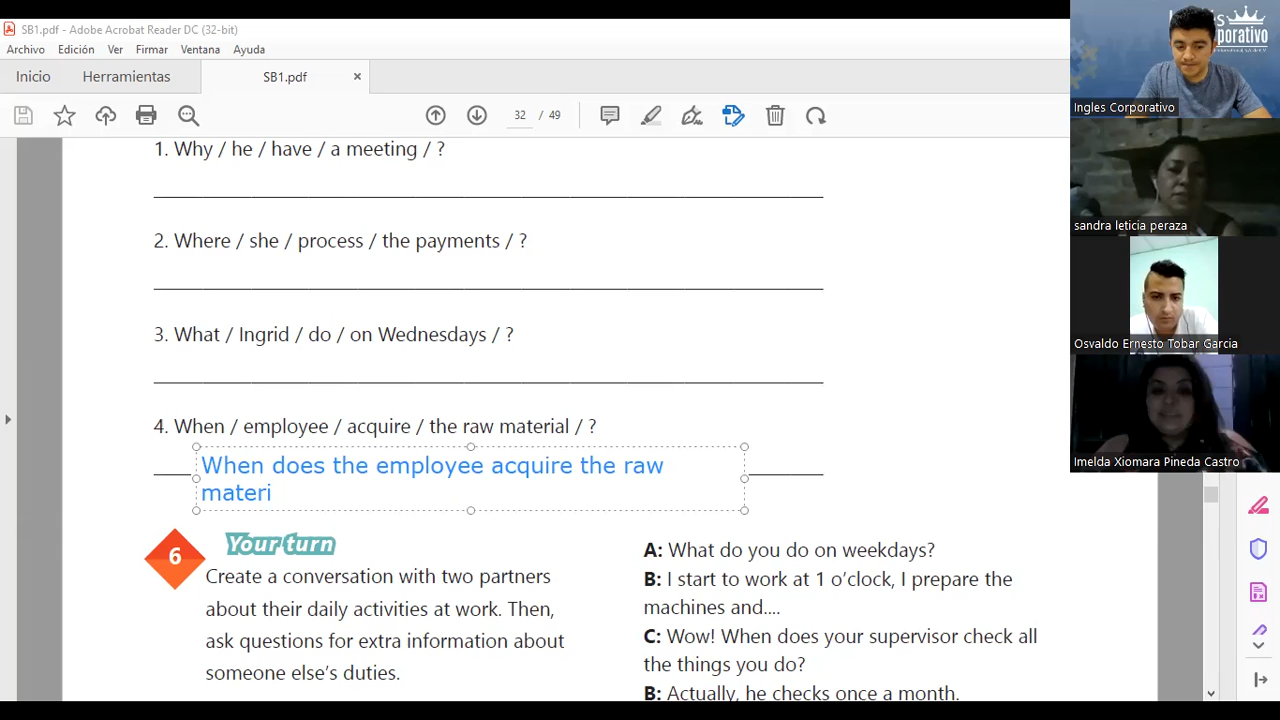 SB1.pdf - Adobe Acrobat Reader DC (32-bit)
Archivo Edición Ver Firmar Ventana Ayuda
Inicio Herramientas SB1.pdf ×
32 / 49
1. Why / he / have / a meeting / ?
2. Where / she / process / the payments / ?
3. What / Ingrid / do / on Wednesdays / ?
4. When / employee / acquire / the raw material / ?
When does the employee acquire the raw
materi
6 Your turn
Create a conversation with two partners
about their daily activities at work. Then,
ask questions for extra information about
someone else's duties.
A: What do you do on weekdays?
B: I start to work at 1 o'clock, I prepare the
machines and....
C: Wow! When does your supervisor check all
the things you do?
B: Actually, he checks once a month.
Ingles Corporativo
sandra leticia peraza
Osvaldo Ernesto Tobar Garcia
Imelda Xiomara Pineda Castro